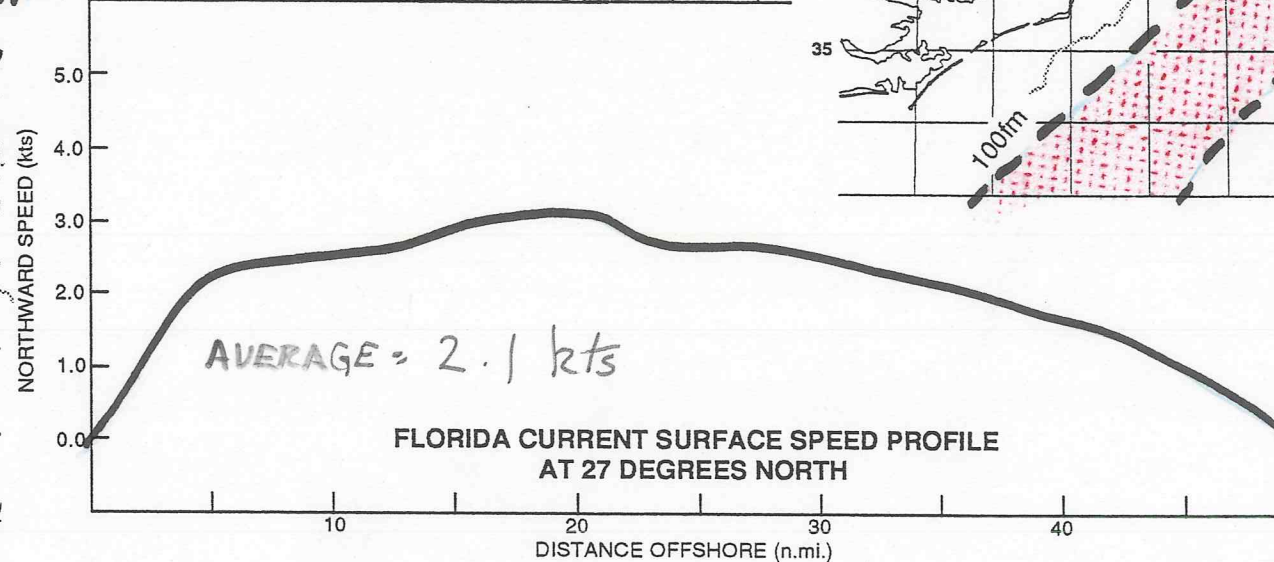 35
100fm
NORTHWARD SPEED (kts)
5.0
4.0
3.0
2.0
1.0
0.0
AVERAGE = 2.1 kts
FLORIDA CURRENT SURFACE SPEED PROFILE
AT 27 DEGREES NORTH
10 20 30 40
DISTANCE OFFSHORE (n.mi.)